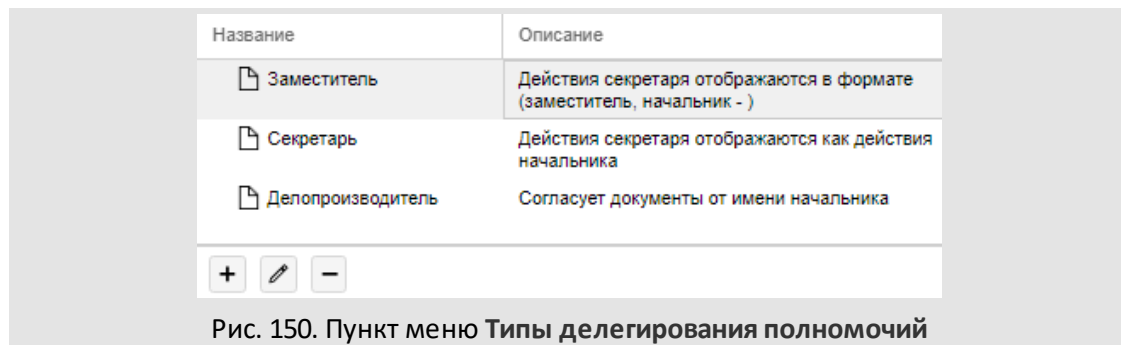 Название Описание
Заместитель Действия секретаря отображаются в формате
(заместитель, начальник - )
Секретарь Действия секретаря отображаются как действия
начальника
Делопроизводитель Согласует документы от имени начальника
Рис. 150. Пункт меню Типы делегирования полномочий